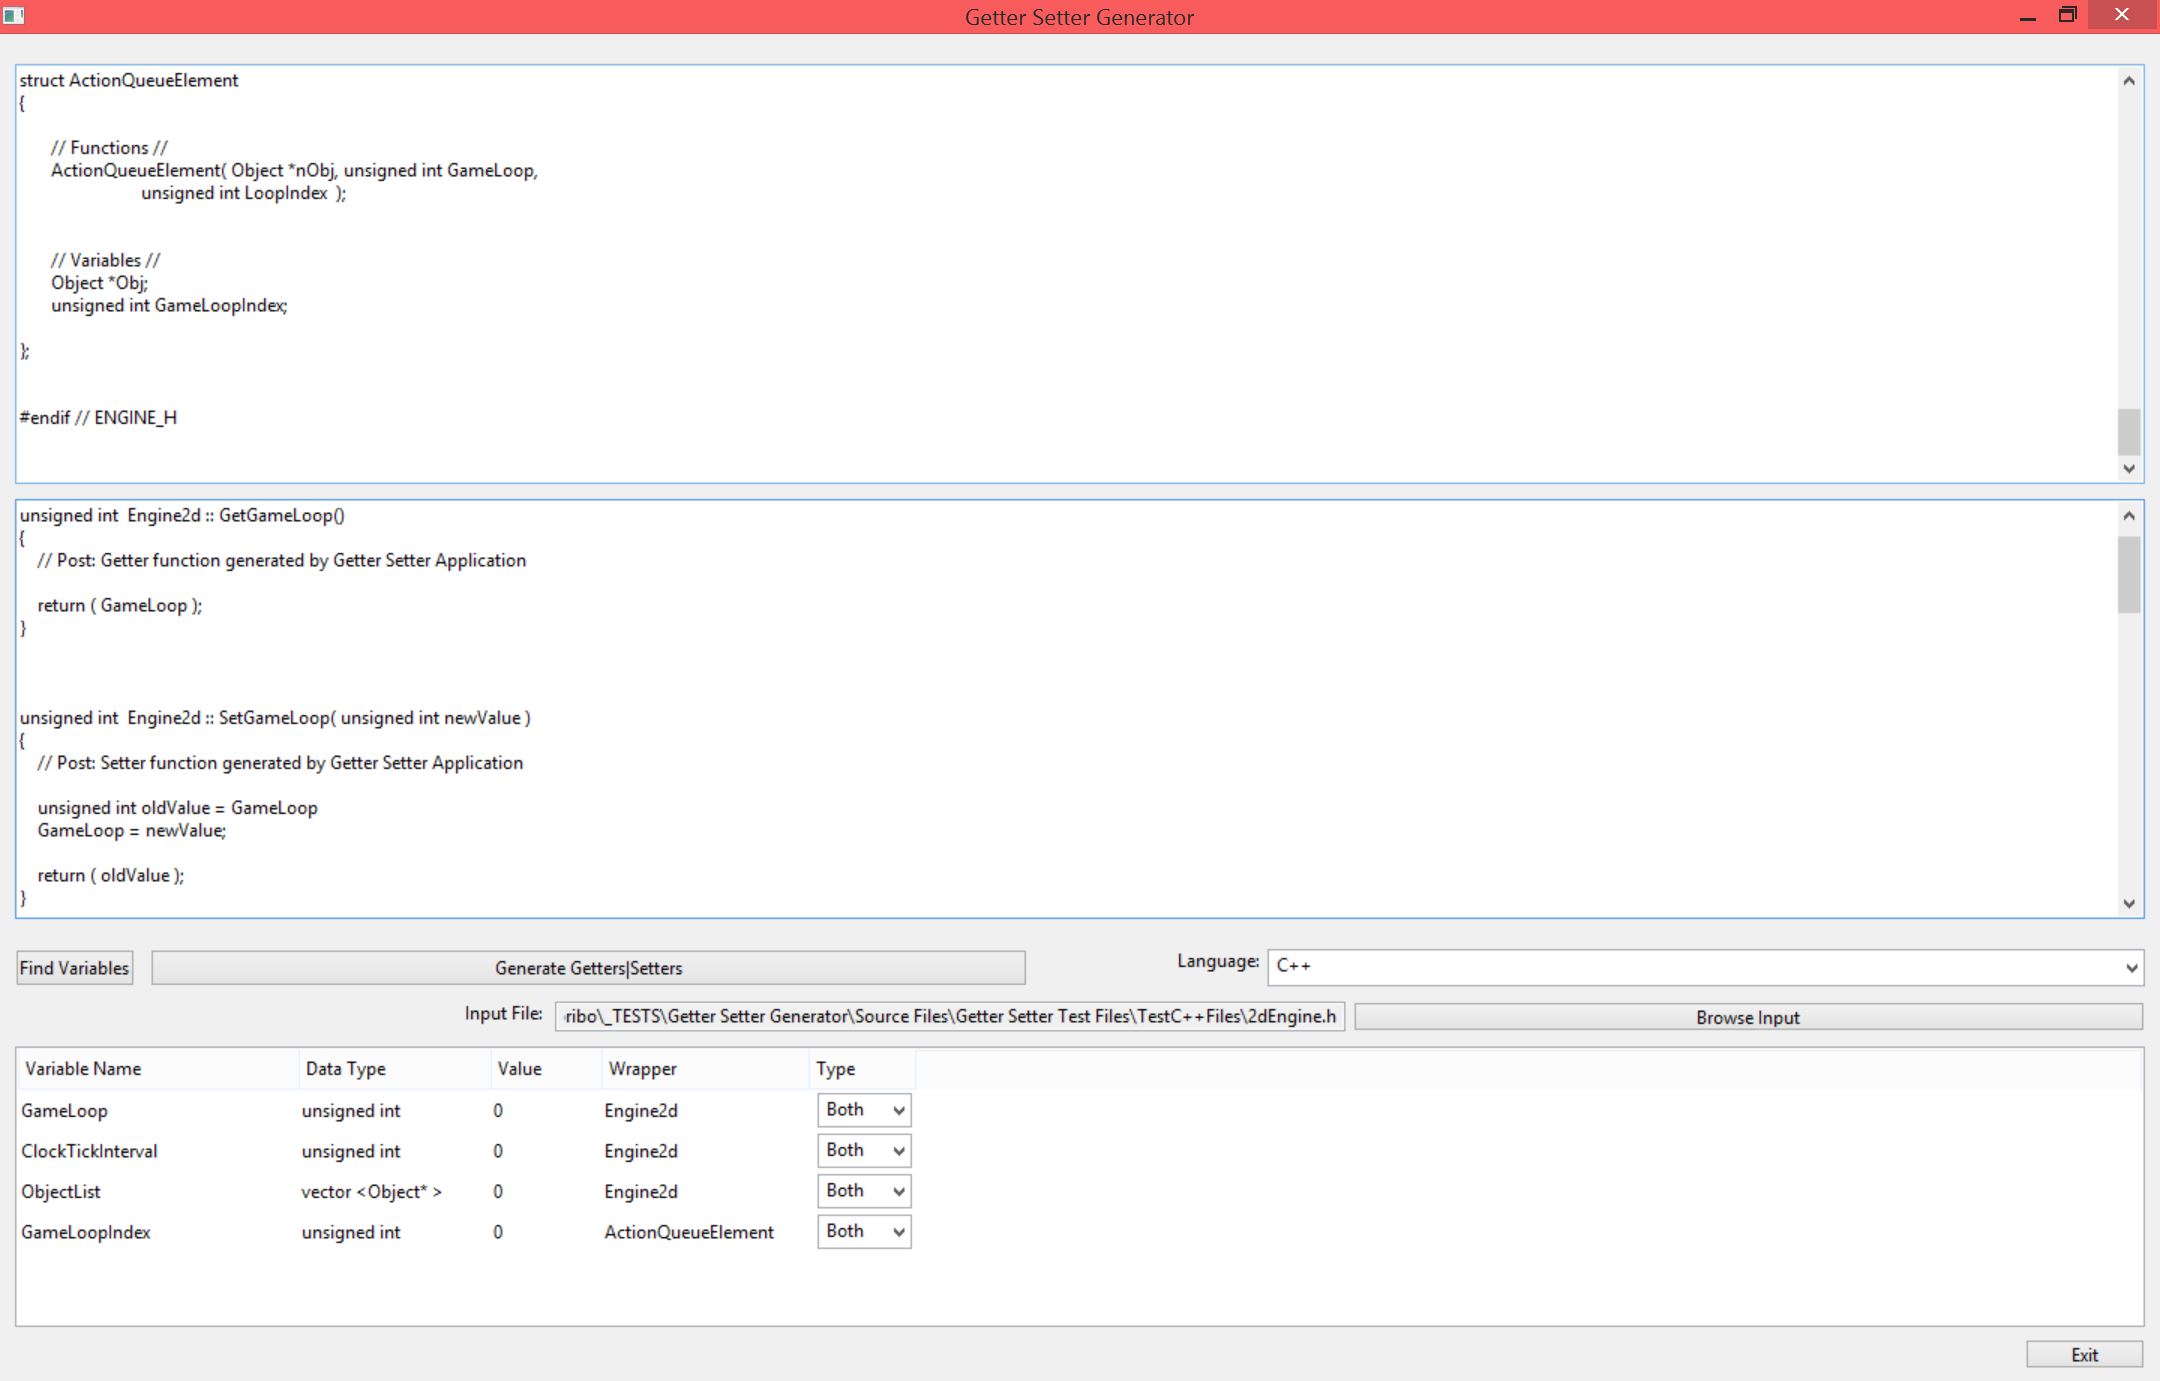 Getter Setter Generator
struct ActionQueueElement
{
// Functions //
ActionQueueElement( Object *nObj, unsigned int GameLoop,
unsigned int LoopIndex  );
// Variables //
Object *Obj;
unsigned int GameLoopIndex;
};
#endif // ENGINE_H
unsigned int  Engine2d :: GetGameLoop()
{
// Post: Getter function generated by Getter Setter Application
return ( GameLoop );
}
unsigned int  Engine2d :: SetGameLoop( unsigned int newValue )
{
// Post: Setter function generated by Getter Setter Application
unsigned int oldValue = GameLoop
GameLoop = newValue;
return ( oldValue );
}
Find Variables Generate Getters|Setters Language: C++
Input File: ribo\_TESTS\Getter Setter Generator\Source Files\Getter Setter Test Files\TestC++Files\2dEngine.h Browse Input
Variable Name Data Type Value Wrapper Type
GameLoop unsigned int 0 Engine2d Both
ClockTickInterval unsigned int 0 Engine2d Both
ObjectList vector <Object* > 0 Engine2d Both
GameLoopIndex unsigned int 0 ActionQueueElement Both
Exit